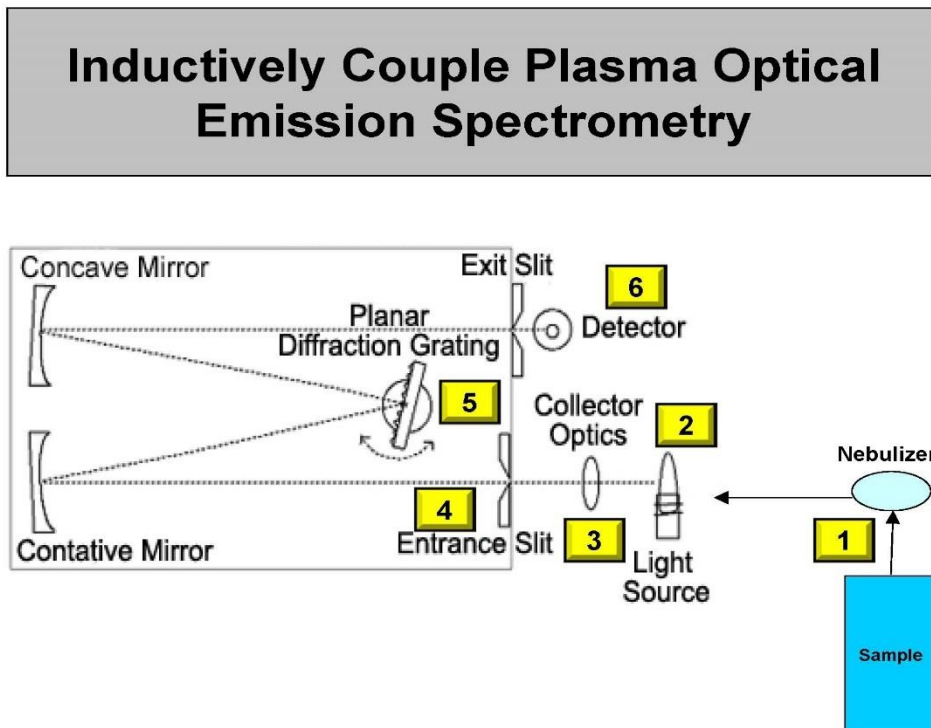 Inductively Couple Plasma Optical
Emission Spectrometry
Concave Mirror
Exit Slit
6
Detector
Planar
Diffraction Grating
5
Collector
Optics
2
Nebulizer
4
Entrance Slit
3
1
Contative Mirror
Light
Source
Sample